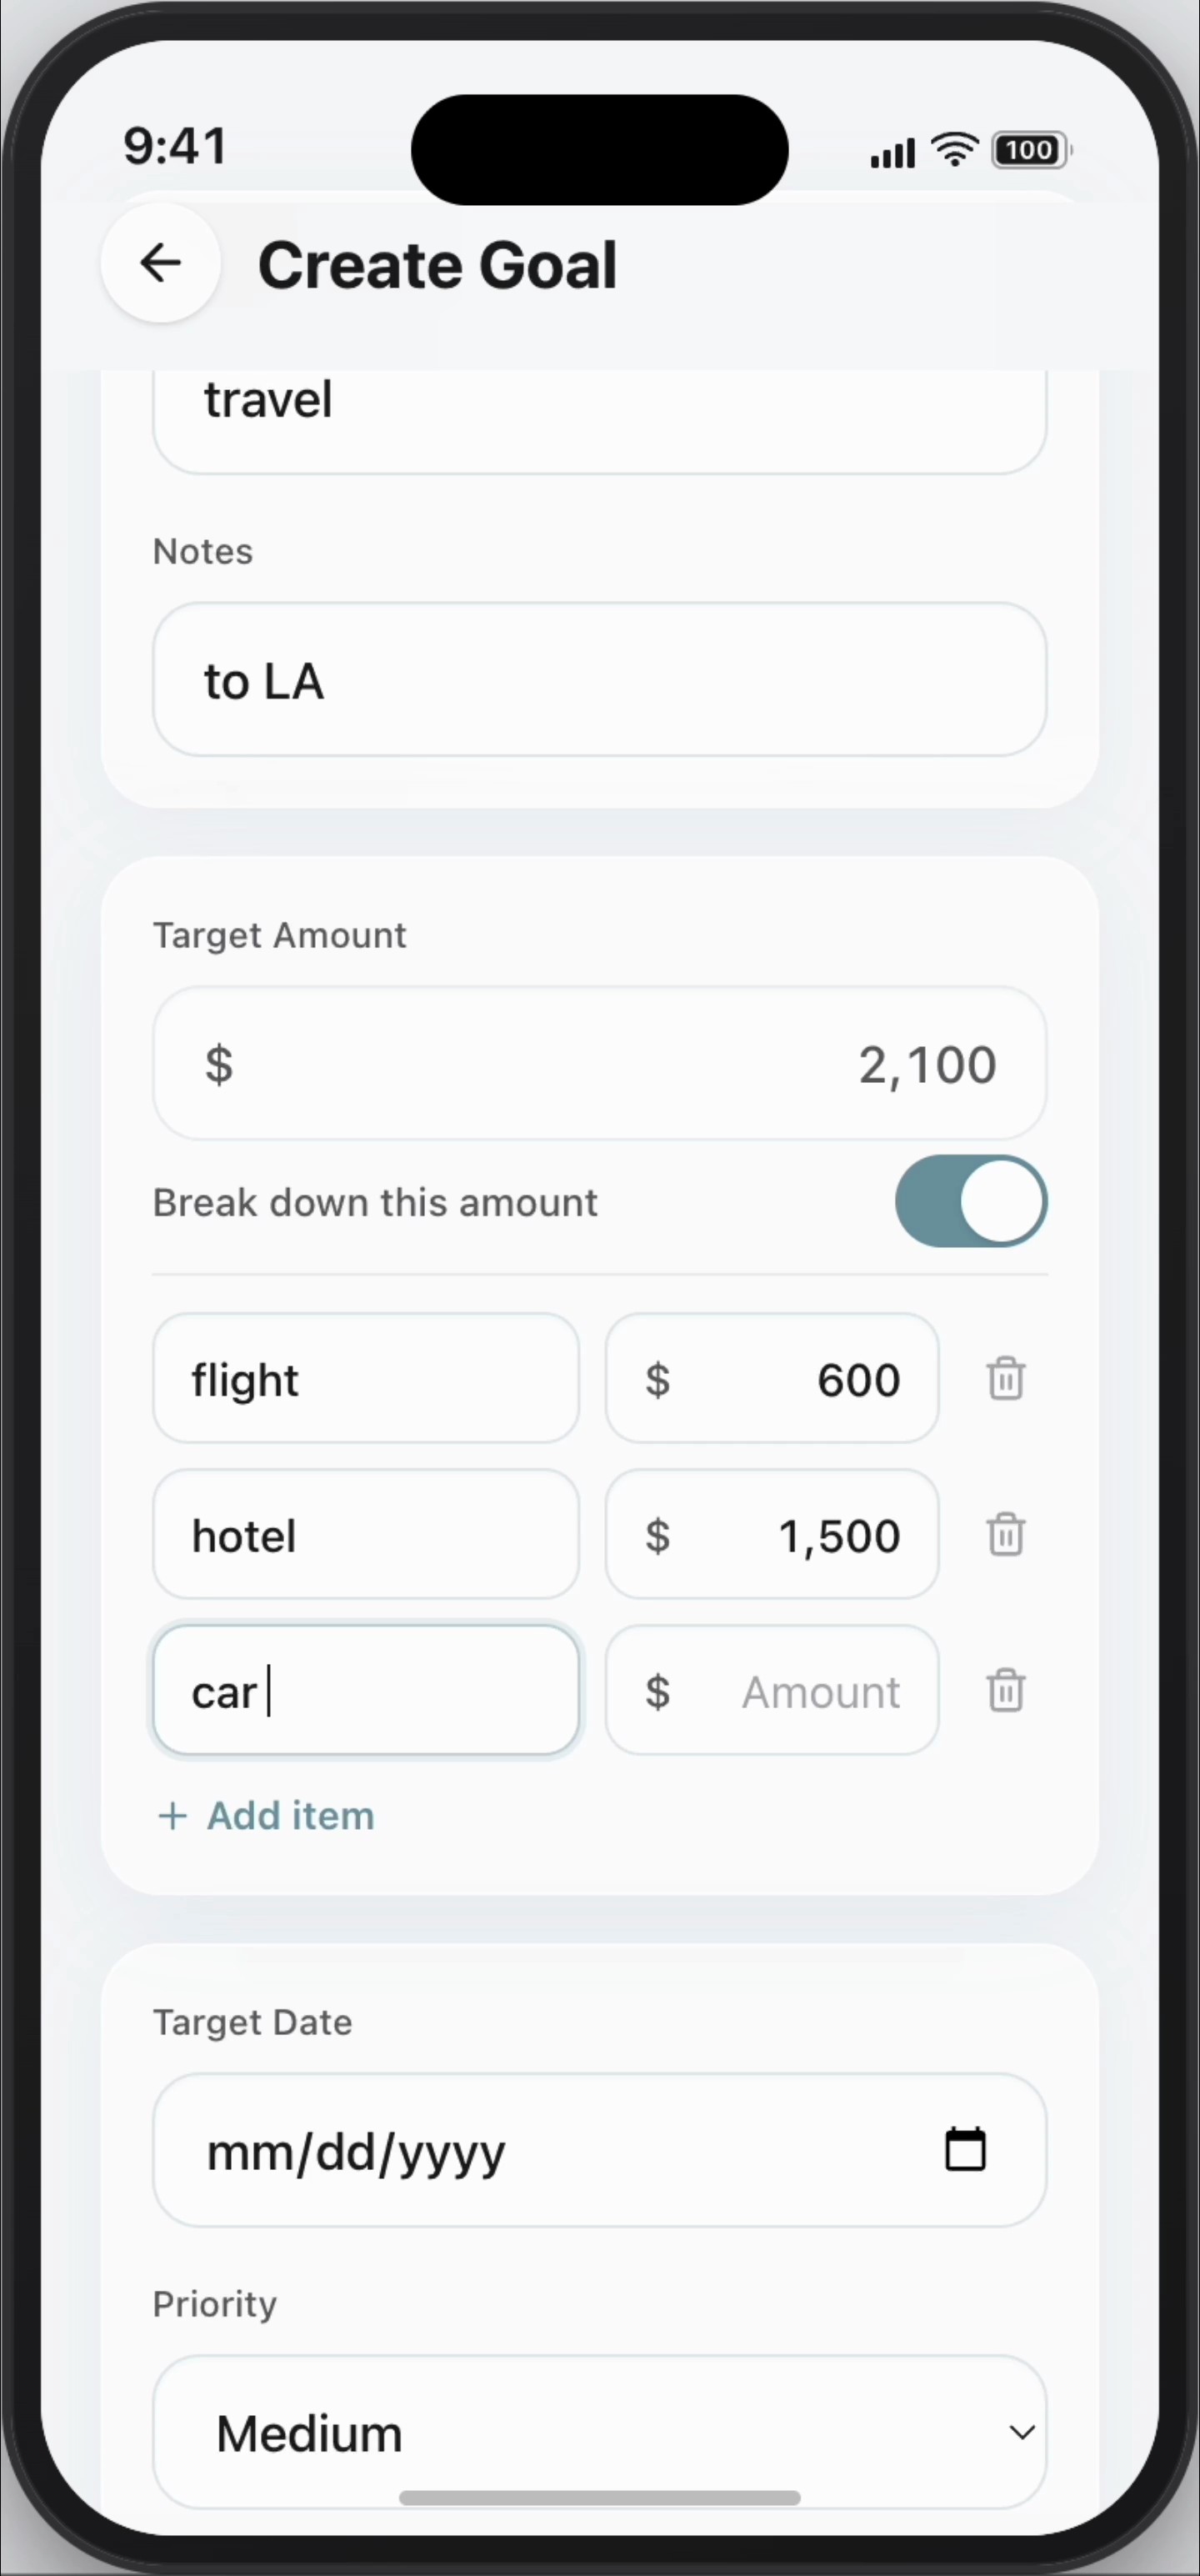 9:41
100
Create Goal
travel
Notes
to LA
Target Amount
$ 2,100
Break down this amount
flight $ 600
hotel $ 1,500
car $ Amount
+ Add item
Target Date
mm/dd/yyyy
Priority
Medium